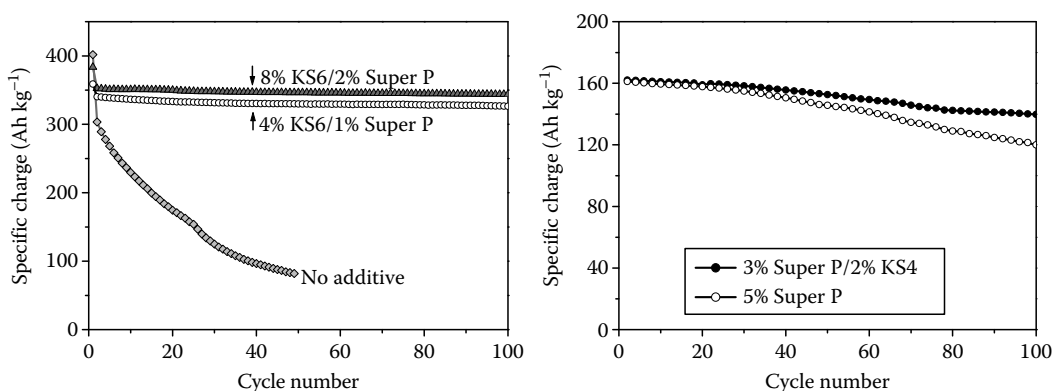 Specific charge (Ah kg⁻¹)
400
300
200
100
0
8% KS6/2% Super P
4% KS6/1% Super P
No additive
0 20 40 60 80 100
Cycle number
Specific charge (Ah kg⁻¹)
200
160
120
80
40
0
3% Super P/2% KS4
5% Super P
0 20 40 60 80 100
Cycle number